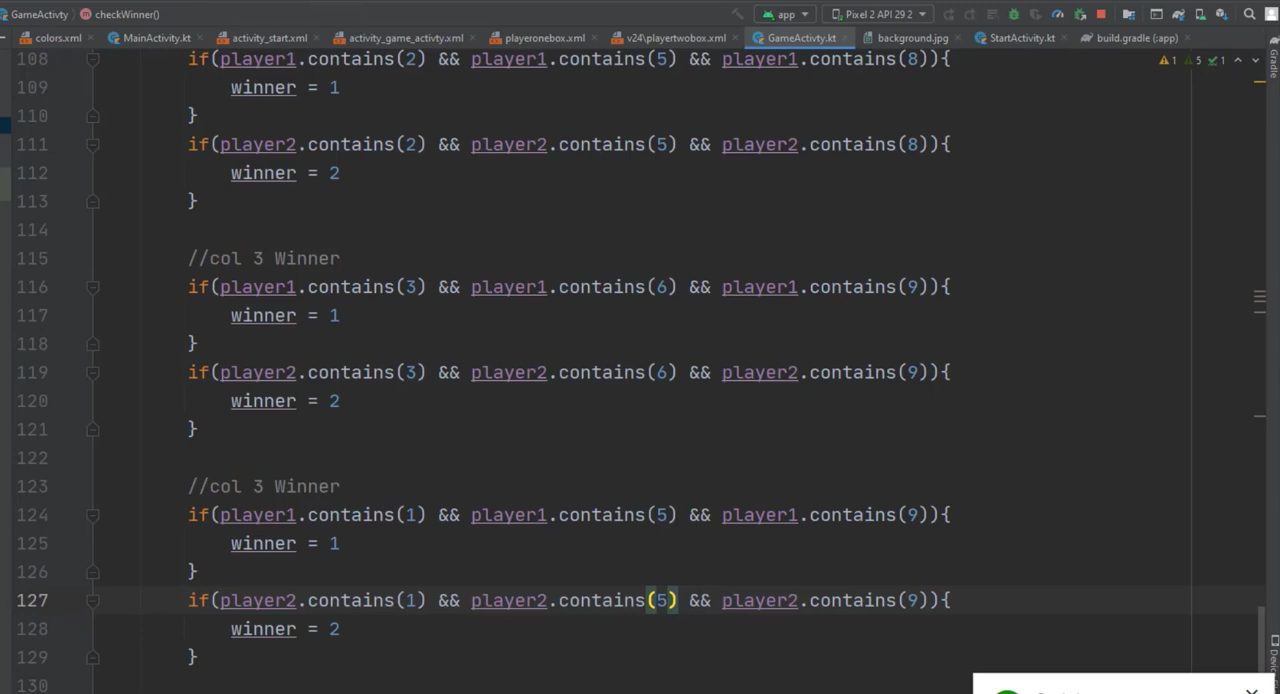 GameActivty checkWinner() app Pixel 2 API 29 2
colors.xml MainActivity.kt activity_start.xml activity_game_activty.xml playeronebox.xml v24\playertwobox.xml GameActivty.kt background.jpg StartActivity.kt build.gradle (:app) Gradle
108 if(player1.contains(2) && player1.contains(5) && player1.contains(8)){ 1 5 1
109 winner = 1
110 }
111 if(player2.contains(2) && player2.contains(5) && player2.contains(8)){
112 winner = 2
113 }
114
115 //col 3 Winner
116 if(player1.contains(3) && player1.contains(6) && player1.contains(9)){
117 winner = 1
118 }
119 if(player2.contains(3) && player2.contains(6) && player2.contains(9)){
120 winner = 2
121 }
122
123 //col 3 Winner
124 if(player1.contains(1) && player1.contains(5) && player1.contains(9)){
125 winner = 1
126 }
127 if(player2.contains(1) && player2.contains(5) && player2.contains(9)){
128 winner = 2
129 }
130